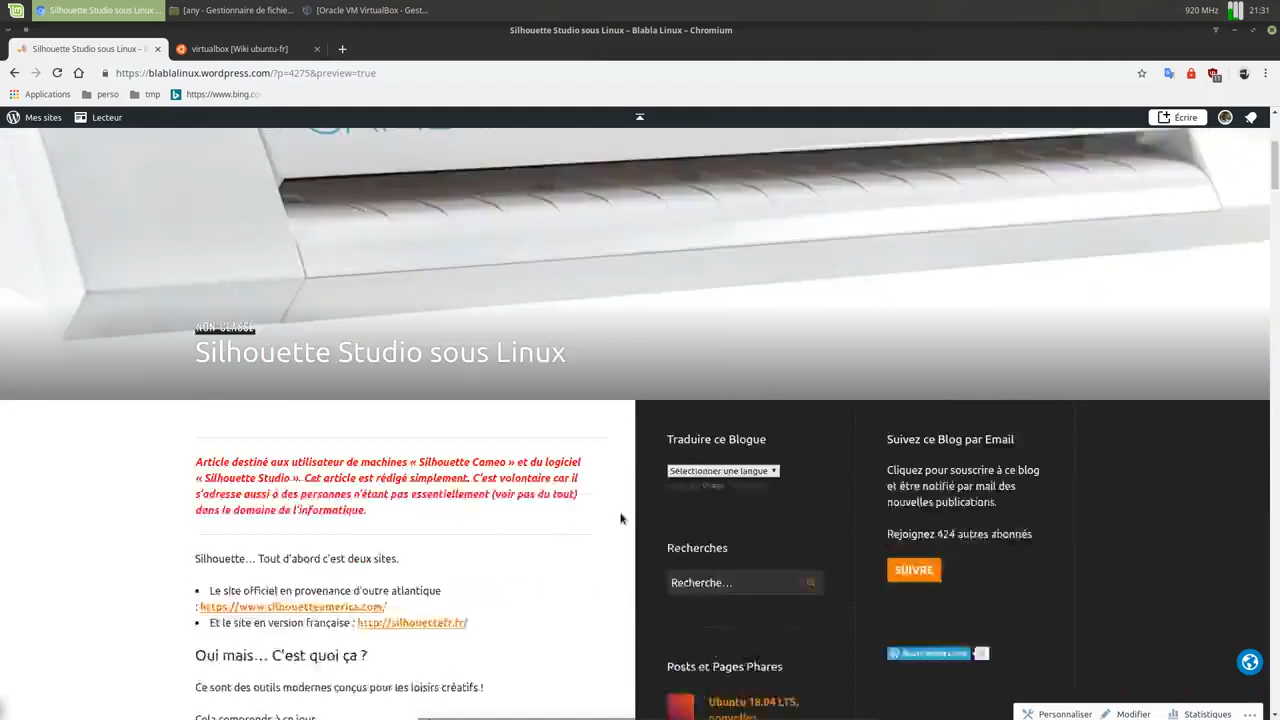 Silhouette Studio sous Linux
[any - Gestionnaire de fichie...
[Oracle VM VirtualBox - Gest...
920 MHz
21:31
Silhouette Studio sous Linux – Blabla Linux – Chromium
Silhouette Studio sous Linux – B
virtualbox [Wiki ubuntu-fr]
https://blablalinux.wordpress.com/?p=4275&preview=true
Applications
perso
tmp
https://www.bing.co
Mes sites
Lecteur
Écrire
NON CLASSÉ
Silhouette Studio sous Linux
Article destiné aux utilisateur de machines « Silhouette Cameo » et du logiciel
« Silhouette Studio ». Cet article est rédigé simplement. C'est volontaire car il
s'adresse aussi à des personnes n'étant pas essentiellement (voir pas du tout)
dans le domaine de l'informatique.
Silhouette… Tout d'abord c'est deux sites.
• Le site officiel en provenance d'outre atlantique
: https://www.silhouetteamerica.com/
• Et le site en version française : http://silhouettefr.fr/
Oui mais… C'est quoi ça ?
Ce sont des outils modernes conçus pour les loisirs créatifs !
Cela comprends à ce jour
Traduire ce Blogue
Sélectionner une langue
Recherches
Recherche…
Posts et Pages Phares
Ubuntu 18.04 LTS,
nouvelles
Suivez ce Blog par Email
Cliquez pour souscrire à ce blog
et être notifié par mail des
nouvelles publications.
Rejoignez 424 autres abonnés
SUIVRE
Personnaliser
Modifier
Statistiques